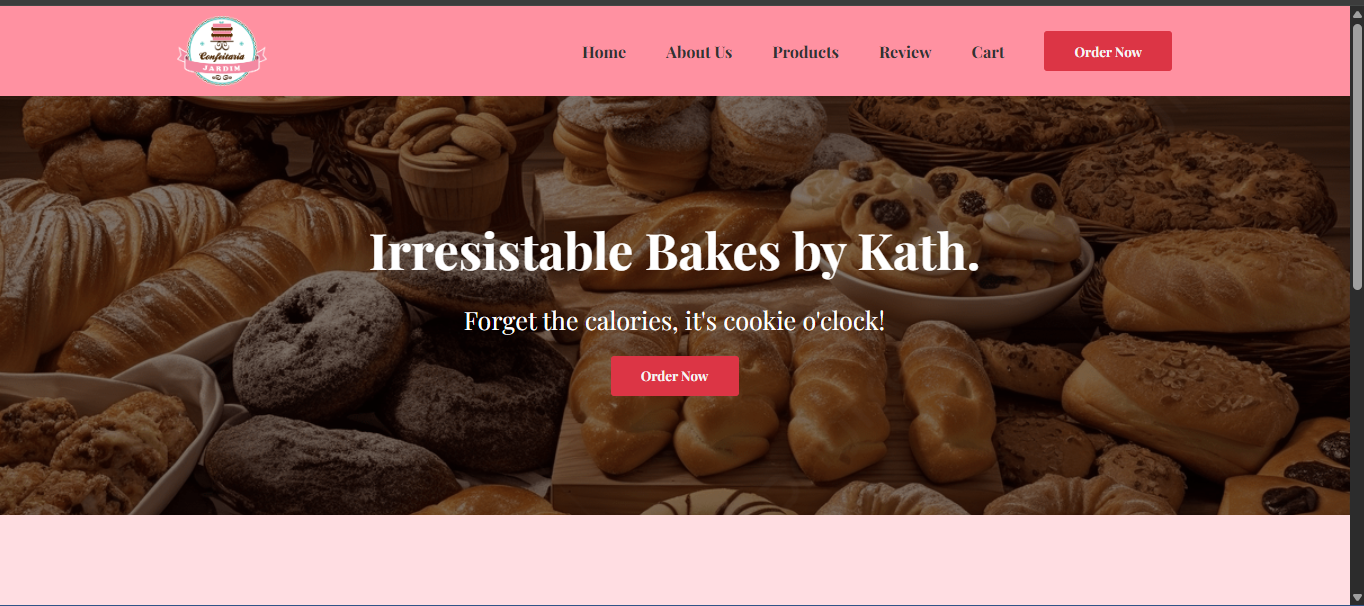 Confeitaria
JARDIM
Home
About Us
Products
Review
Cart
Order Now
Irresistable Bakes by Kath.
Forget the calories, it's cookie o'clock!
Order Now